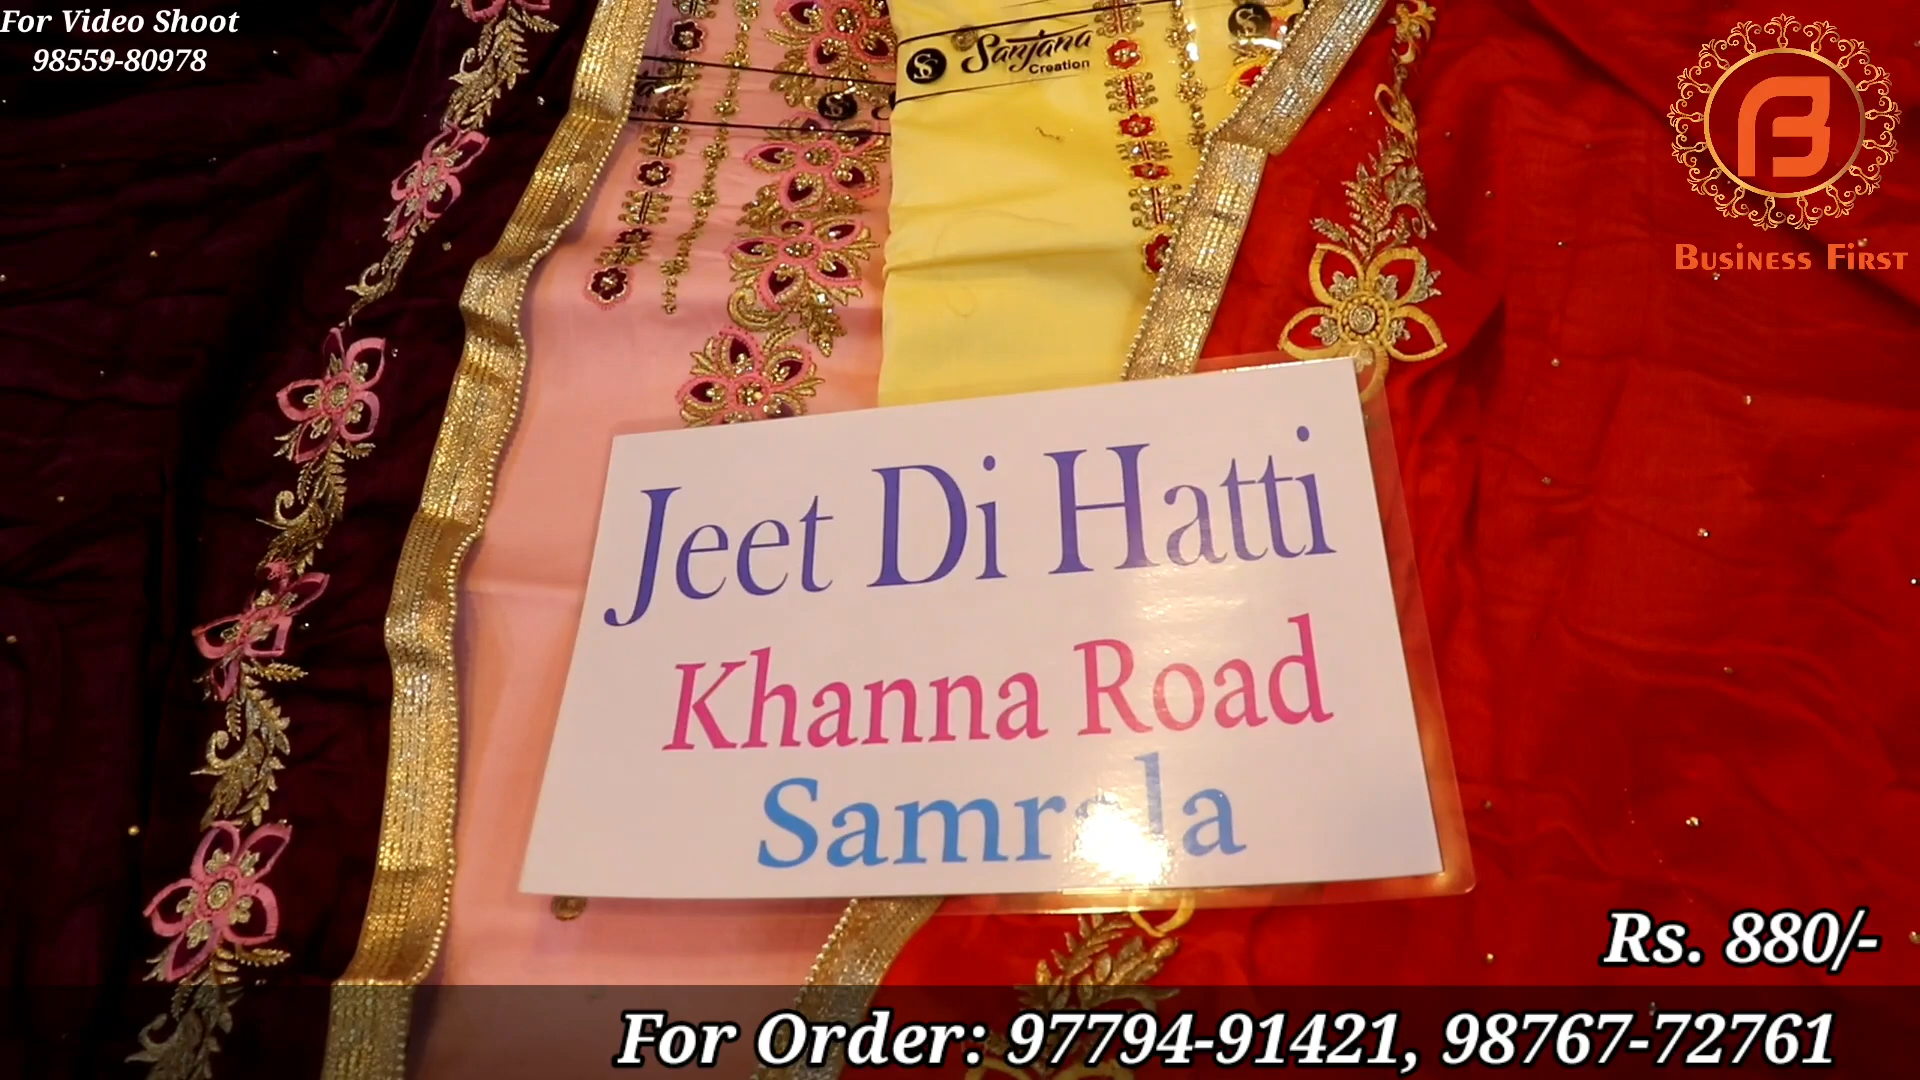 For Video Shoot
98559-80978
Sanjana
Creation
BUSINESS FIRST
Jeet Di Hatti
Khanna Road
Samrala
Rs. 880/-
For Order: 97794-91421, 98767-72761